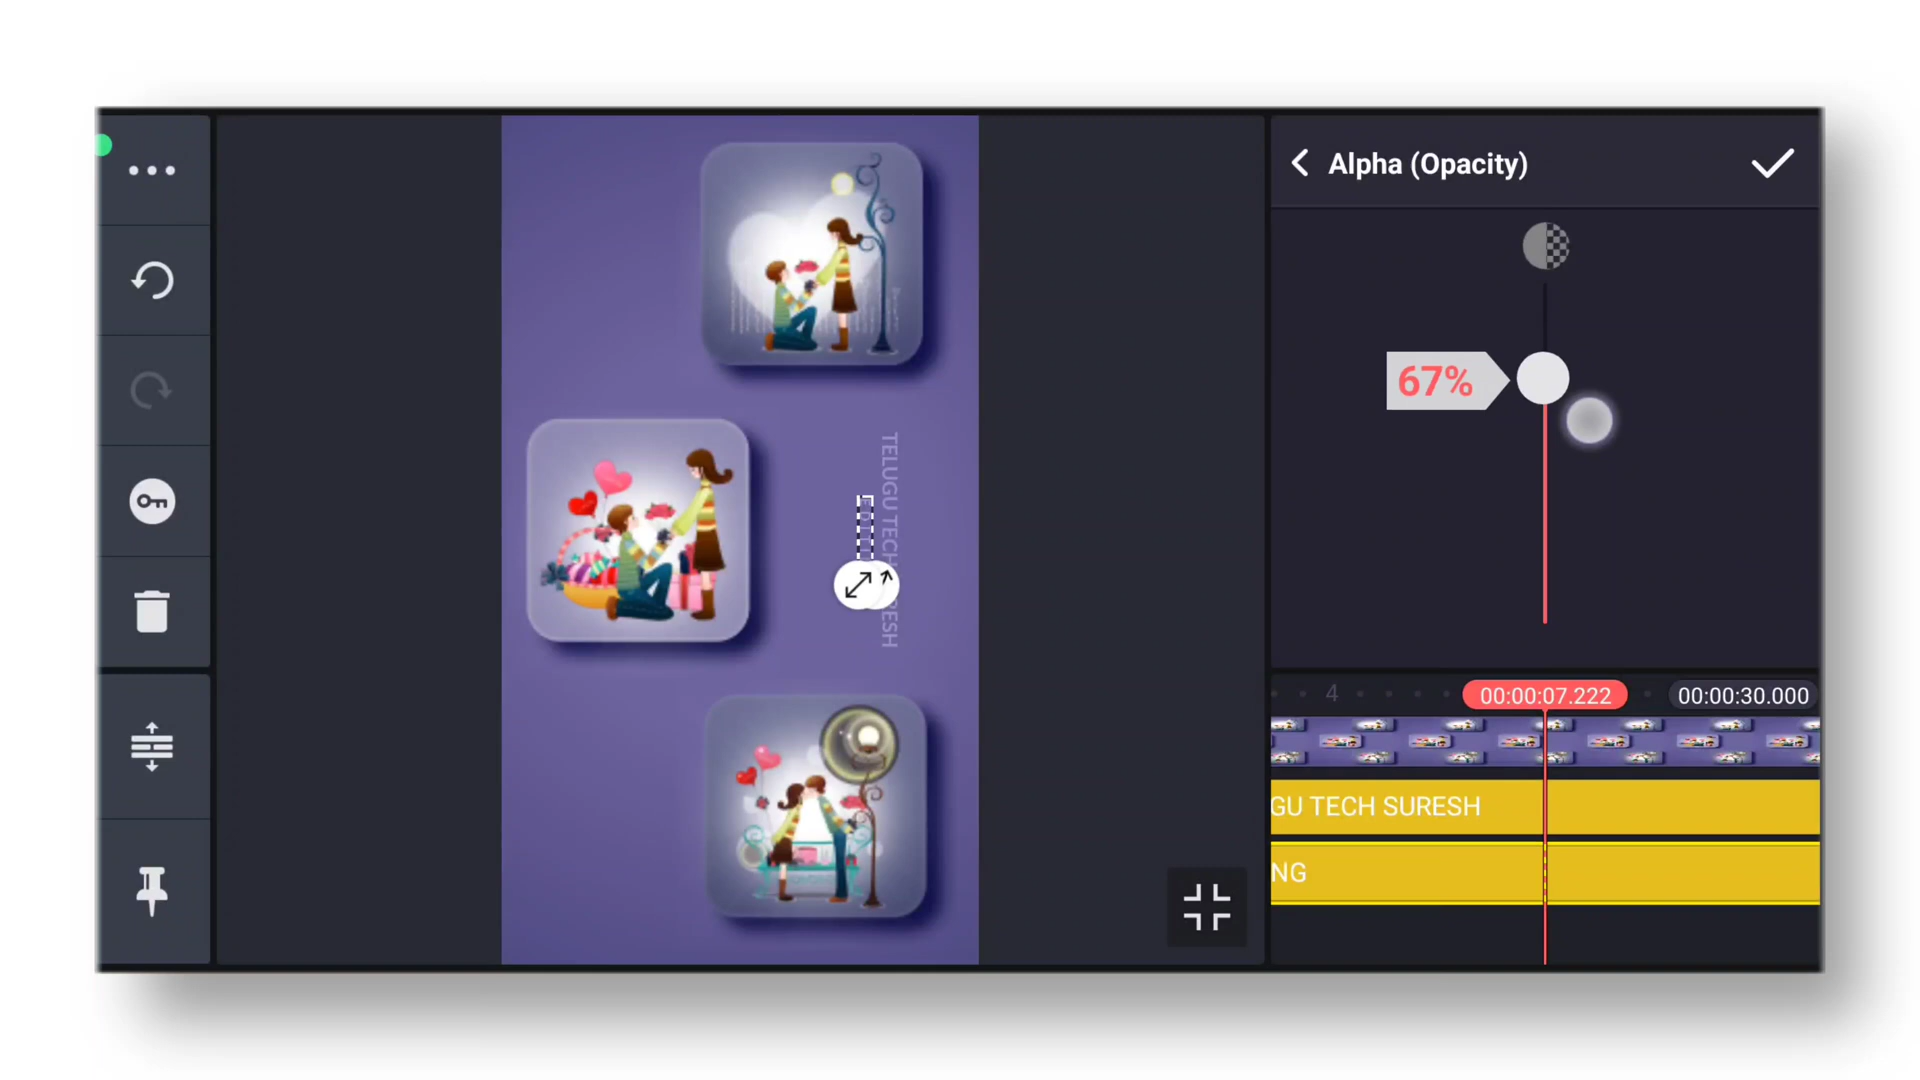 Alpha (Opacity)
67%
TELUGU TECH SURESH
4
00:00:07.222
00:00:30.000
GU TECH SURESH
NG